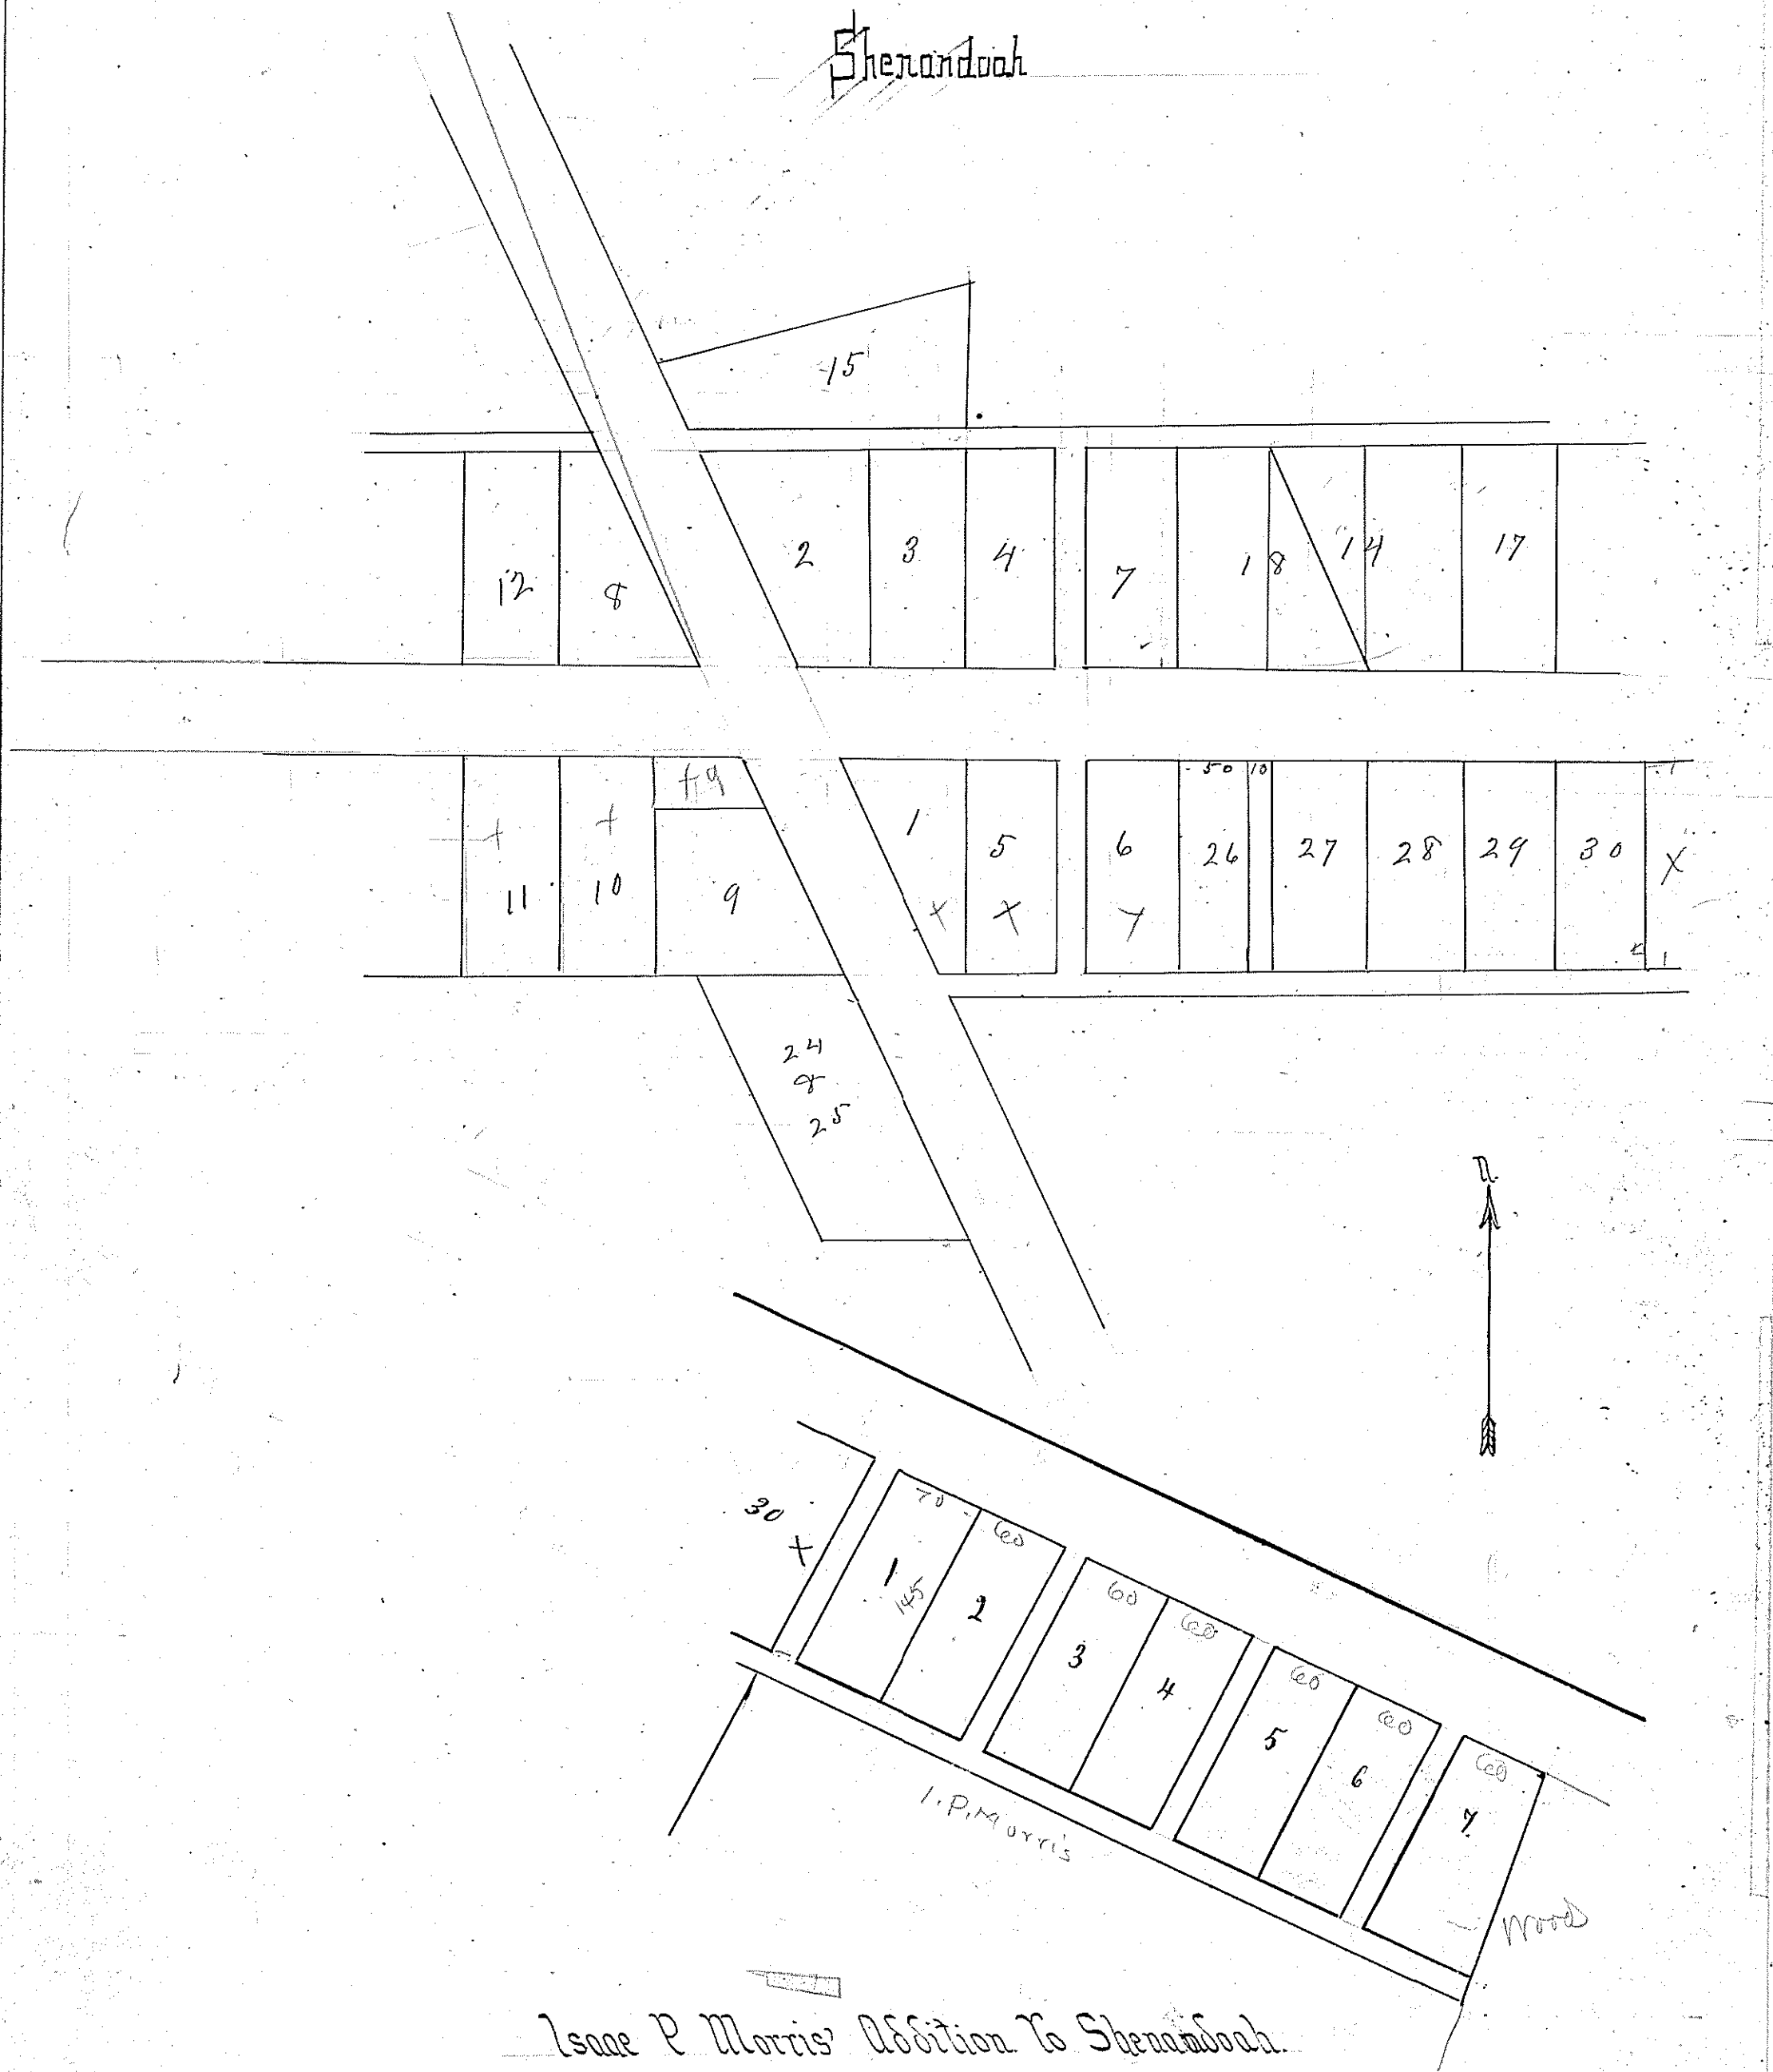 Shenandoah
15
12 8 2 3 4 7 18 14 17
50 10
1 5 6 26 27 28 29 30 X
+ +
11 10 9 X X
24
&
25
n
30
X
70 60 60 60 60 60 60
1 145 2 3 4 5 6 7
I. P. Morris
Wood
Isaac P Morris' Addition To Shenandoah.